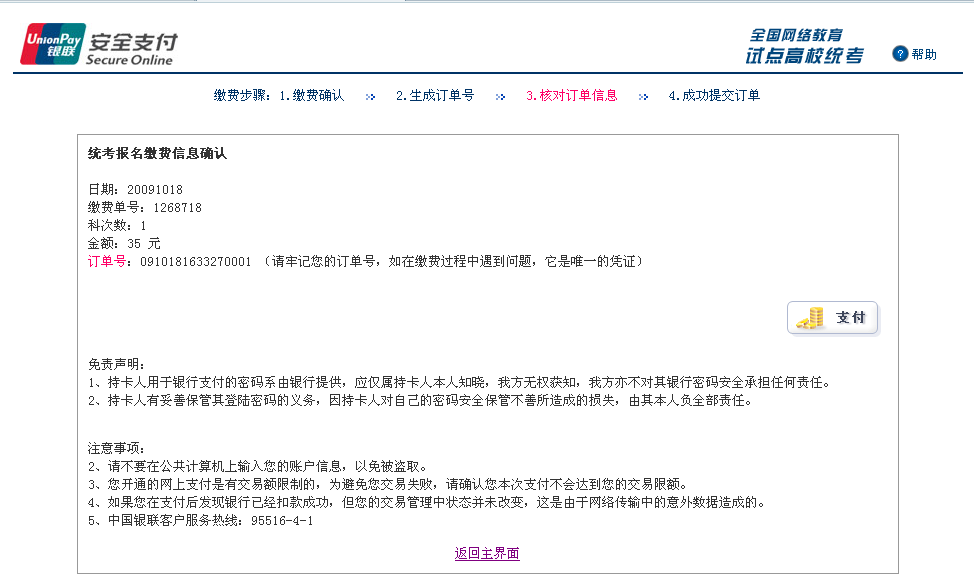 UnionPay 银联 安全支付 Secure Online
全国网络教育
试点高校统考
? 帮助
缴费步骤：1.缴费确认 >> 2.生成订单号 >> 3.核对订单信息 >> 4.成功提交订单
统考报名缴费信息确认
日期：20091018
缴费单号：1268718
科次数：1
金额：35 元
订单号：0910181633270001 （请牢记您的订单号，如在缴费过程中遇到问题，它是唯一的凭证）
支付
免责声明：
1、持卡人用于银行支付的密码系由银行提供，应仅属持卡人本人知晓，我方无权获知，我方亦不对其银行密码安全承担任何责任。
2、持卡人有妥善保管其登陆密码的义务，因持卡人对自己的密码安全保管不善所造成的损失，由其本人负全部责任。
注意事项：
2、请不要在公共计算机上输入您的账户信息，以免被盗取。
3、您开通的网上支付是有交易额限制的，为避免您交易失败，请确认您本次支付不会达到您的交易限额。
4、如果您在支付后发现银行已经扣款成功，但您的交易管理中状态并未改变，这是由于网络传输中的意外数据造成的。
5、中国银联客户服务热线：95516-4-1
返回主界面